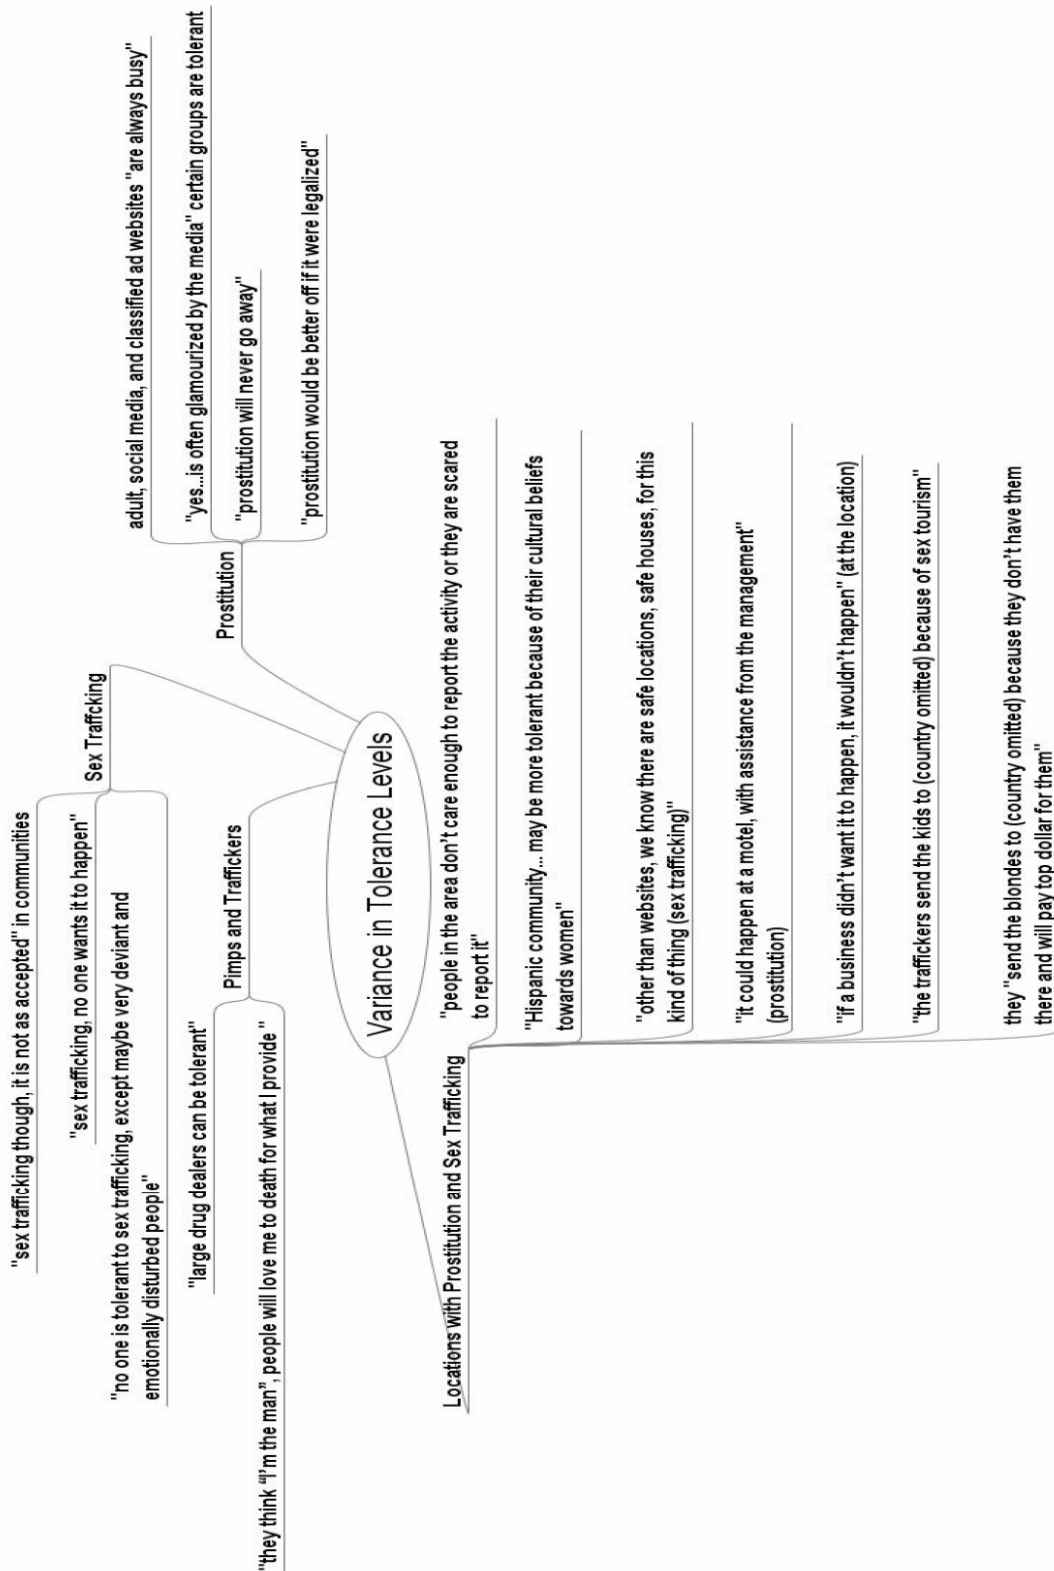 Variance in Tolerance Levels
Sex Traffcking
"sex trafficking though, it is not as accepted" in communities
"sex trafficking, no one wants it to happen"
"no one is tolerant to sex trafficking, except maybe very deviant and
emotionally disturbed people"
Pimps and Traffickers
"large drug dealers can be tolerant"
"they think "I'm the man", people will love me to death for what I provide "
Prostitution
adult, social media, and classified ad websites "are always busy"
"yes...is often glamourized by the media" certain groups are tolerant
"prostitution will never go away"
"prostitution would be better off if it were legalized"
Locations with Prostitution and Sex Trafficking
"people in the area don't care enough to report the activity or they are scared
to report it"
"Hispanic community... may be more tolerant because of their cultural beliefs
towards women"
"other than websites, we know there are safe locations, safe houses, for this
kind of thing (sex trafficking)"
"it could happen at a motel, with assistance from the management"
(prostitution)
"if a business didn't want it to happen, it wouldn't happen" (at the location)
"the traffickers send the kids to (country omitted) because of sex tourism"
they "send the blondes to (country omitted) because they don't have them
there and will pay top dollar for them"